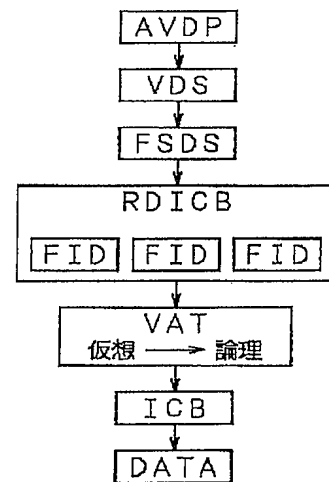 AVDP
VDS
FSDS
RDICB
FID FID FID
VAT
仮想 → 論理
ICB
DATA